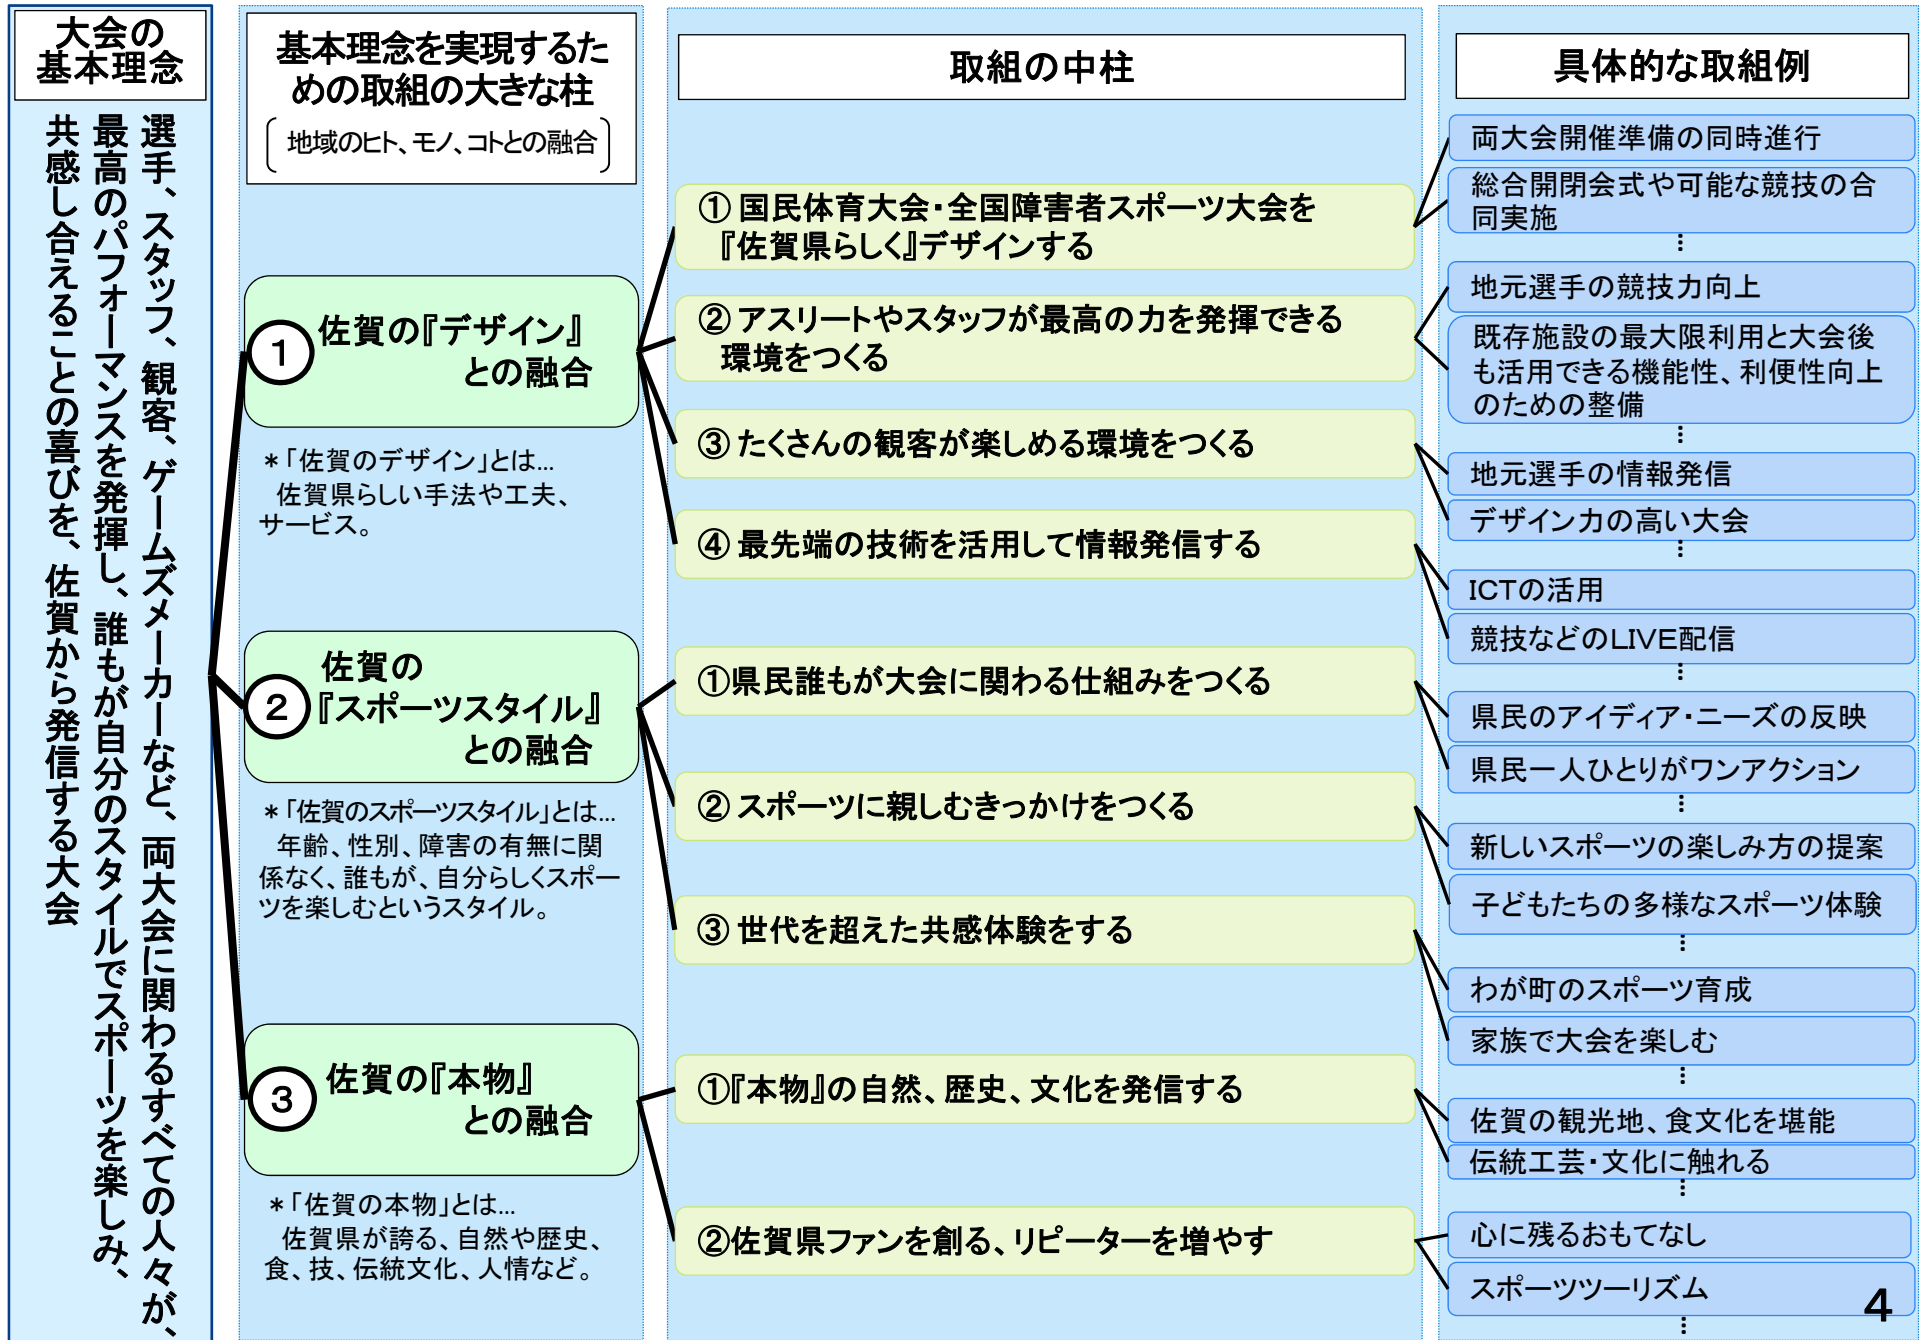 大会の
基本理念
選手、スタッフ、観客、ゲームズメーカーなど、両大会に関わるすべての人々が、
最高のパフォーマンスを発揮し、誰もが自分のスタイルでスポーツを楽しみ、
共感し合えることの喜びを、佐賀から発信する大会
基本理念を実現するた
めの取組の大きな柱
地域のヒト、モノ、コトとの融合
1
佐賀の『デザイン』
との融合
＊「佐賀のデザイン」とは…
佐賀県らしい手法や工夫、
サービス。
2
佐賀の
『スポーツスタイル』
との融合
＊「佐賀のスポーツスタイル」とは…
年齢、性別、障害の有無に関
係なく、誰もが、自分らしくスポー
ツを楽しむというスタイル。
3
佐賀の『本物』
との融合
＊「佐賀の本物」とは…
佐賀県が誇る、自然や歴史、
食、技、伝統文化、人情など。
取組の中柱
① 国民体育大会・全国障害者スポーツ大会を
『佐賀県らしく』デザインする
② アスリートやスタッフが最高の力を発揮できる
環境をつくる
③ たくさんの観客が楽しめる環境をつくる
④ 最先端の技術を活用して情報発信する
①県民誰もが大会に関わる仕組みをつくる
② スポーツに親しむきっかけをつくる
③ 世代を超えた共感体験をする
①『本物』の自然、歴史、文化を発信する
②佐賀県ファンを創る、リピーターを増やす
具体的な取組例
両大会開催準備の同時進行
総合開閉会式や可能な競技の合
同実施
…
地元選手の競技力向上
既存施設の最大限利用と大会後
も活用できる機能性、利便性向上
のための整備
…
地元選手の情報発信
デザイン力の高い大会
…
ICTの活用
競技などのLIVE配信
…
県民のアイディア・ニーズの反映
県民一人ひとりがワンアクション
…
新しいスポーツの楽しみ方の提案
子どもたちの多様なスポーツ体験
…
わが町のスポーツ育成
家族で大会を楽しむ
…
佐賀の観光地、食文化を堪能
伝統工芸・文化に触れる
…
心に残るおもてなし
スポーツツーリズム
…
4